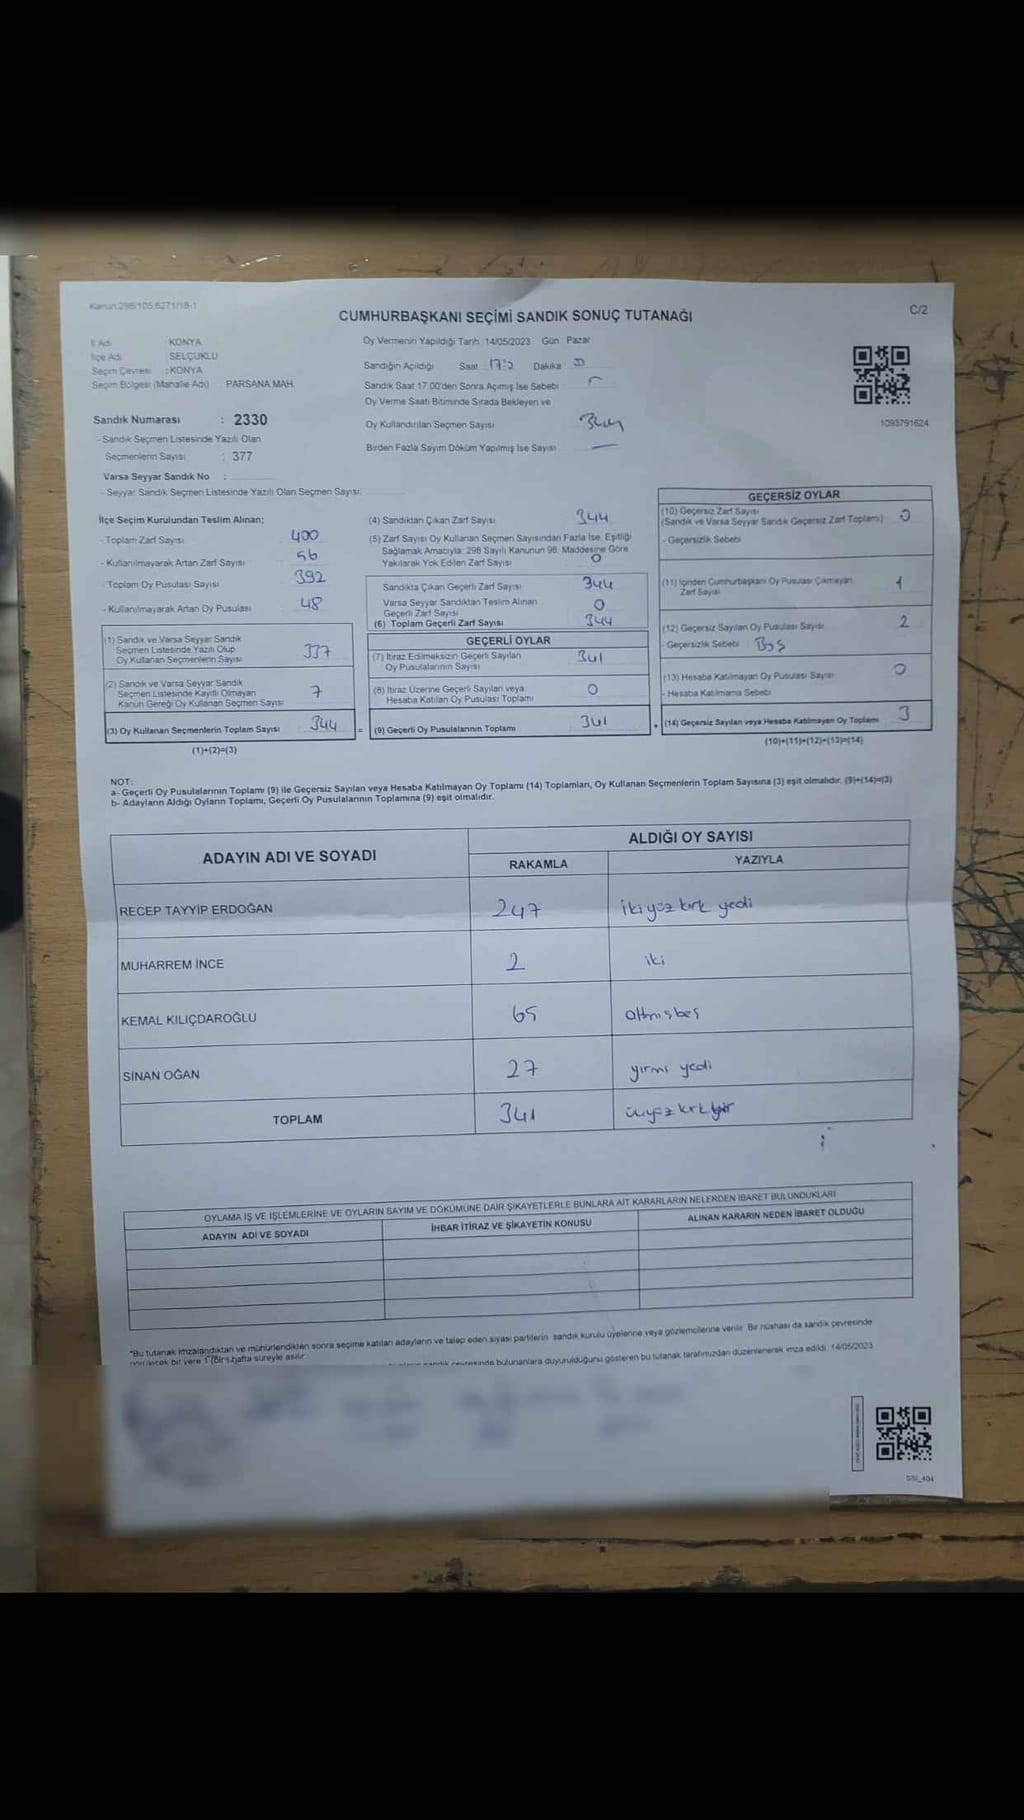 Kanun:298/105;6271/18-1
CUMHURBAŞKANI SEÇİMİ SANDIK SONUÇ TUTANAĞI
C/2
İl Adı KONYA
İlçe Adı SELÇUKLU
Seçim Çevresi : KONYA
Seçim Bölgesi (Mahalle Adı) : PARSANA MAH.
Sandık Numarası : 2330
- Sandık Seçmen Listesinde Yazılı Olan
Seçmenlerin Sayısı : 377
Varsa Seyyar Sandık No :
- Seyyar Sandık Seçmen Listesinde Yazılı Olan Seçmen Sayısı:
Oy Vermenin Yapıldığı Tarih: 14/05/2023 Gün : Pazar
Sandığın Açıldığı Saat : Dakika :
Sandık Saat 17:00'den Sonra Açımış İse Sebebi :
Oy Verme Saati Bitiminde Sırada Bekleyen ve
Oy Kullandırılan Seçmen Sayısı 344
Birden Fazla Sayım Döküm Yapılmış İse Sayısı : —
1093791624
İlçe Seçim Kurulundan Teslim Alınan;
- Toplam Zarf Sayısı 400
- Kullanılmayarak Artan Zarf Sayısı 56
- Toplam Oy Pusulası Sayısı 392
- Kullanılmayarak Artan Oy Pusulası 48
(1) Sandık ve Varsa Seyyar Sandık
Seçmen Listesinde Yazılı Olup
Oy Kullanan Seçmenlerin Sayısı 337
(2) Sandık ve Varsa Seyyar Sandık
Seçmen Listesinde Kayıtlı Olmayan
Kanun Gereği Oy Kullanan Seçmen Sayısı 7
(3) Oy Kullanan Seçmenlerin Toplam Sayısı 344
(1)+(2)=(3)
=
(4) Sandıktan Çıkan Zarf Sayısı 344
(5) Zarf Sayısı Oy Kullanan Seçmen Sayısından Fazla İse, Eşitliği
Sağlamak Amacıyla; 298 Sayılı Kanunun 98. Maddesine Göre
Yakılarak Yok Edilen Zarf Sayısı 0
Sandıkta Çıkan Geçerli Zarf Sayısı 344
Varsa Seyyar Sandıktan Teslim Alınan
Geçerli Zarf Sayısı 0
(6) Toplam Geçerli Zarf Sayısı 344
GEÇERLİ OYLAR
(7) İtiraz Edilmeksizin Geçerli Sayılan
Oy Pusulalarının Sayısı 341
(8) İtiraz Üzerine Geçerli Sayılan veya
Hesaba Katılan Oy Pusulası Toplamı 0
(9) Geçerli Oy Pusulalarının Toplamı 341
+
GEÇERSİZ OYLAR
(10) Geçersiz Zarf Sayısı
(Sandık ve Varsa Seyyar Sandık Geçersiz Zarf Toplamı) 0
- Geçersizlik Sebebi
(11) İçinden Cumhurbaşkanı Oy Pusulası Çıkmayan
Zarf Sayısı 1
(12) Geçersiz Sayılan Oy Pusulası Sayısı 2
- Geçersizlik Sebebi Boş
(13) Hesaba Katılmayan Oy Pusulası Sayısı 0
- Hesaba Katılmama Sebebi
(14) Geçersiz Sayılan veya Hesaba Katılmayan Oy Toplamı 3
(10)+(11)+(12)+(13)=(14)
NOT:
a- Geçerli Oy Pusulalarının Toplamı (9) ile Geçersiz Sayılan veya Hesaba Katılmayan Oy Toplamı (14) Toplamları, Oy Kullanan Seçmenlerin Toplam Sayısına (3) eşit olmalıdır. (9)+(14)=(3)
b- Adayların Aldığı Oyların Toplamı, Geçerli Oy Pusulalarının Toplamına (9) eşit olmalıdır.
ADAYIN ADI VE SOYADI
ALDIĞI OY SAYISI
RAKAMLA YAZIYLA
RECEP TAYYİP ERDOĞAN 247 ikiyüz kırk yedi
MUHARREM İNCE 2 iki
KEMAL KILIÇDAROĞLU 65 altmışbeş
SİNAN OĞAN 27 yirmi yedi
TOPLAM 341 üçyüz kırk bir
OYLAMA İŞ VE İŞLEMLERİNE VE OYLARIN SAYIM VE DÖKÜMÜNE DAİR ŞİKAYETLERLE BUNLARA AİT KARARLARIN NELERDEN İBARET BULUNDUKLARI
ADAYIN ADI VE SOYADI İHBAR İTİRAZ VE ŞİKAYETİN KONUSU ALINAN KARARIN NEDEN İBARET OLDUĞU
*Bu tutanak imzalandıktan ve mühürlendikten sonra seçime katılan adayların ve talep eden siyasi partilerin sandık kurulu üyelerine veya gözlemcilerine verilir. Bir nüshası da sandık çevresinde
görülecek bir yere 1 (bir) hafta süreyle asılır.
bulunanlara duyurulduğunu gösteren bu tutanak tarafımızdan düzenlenerek imza edildi. 14/05/2023
SSI_404